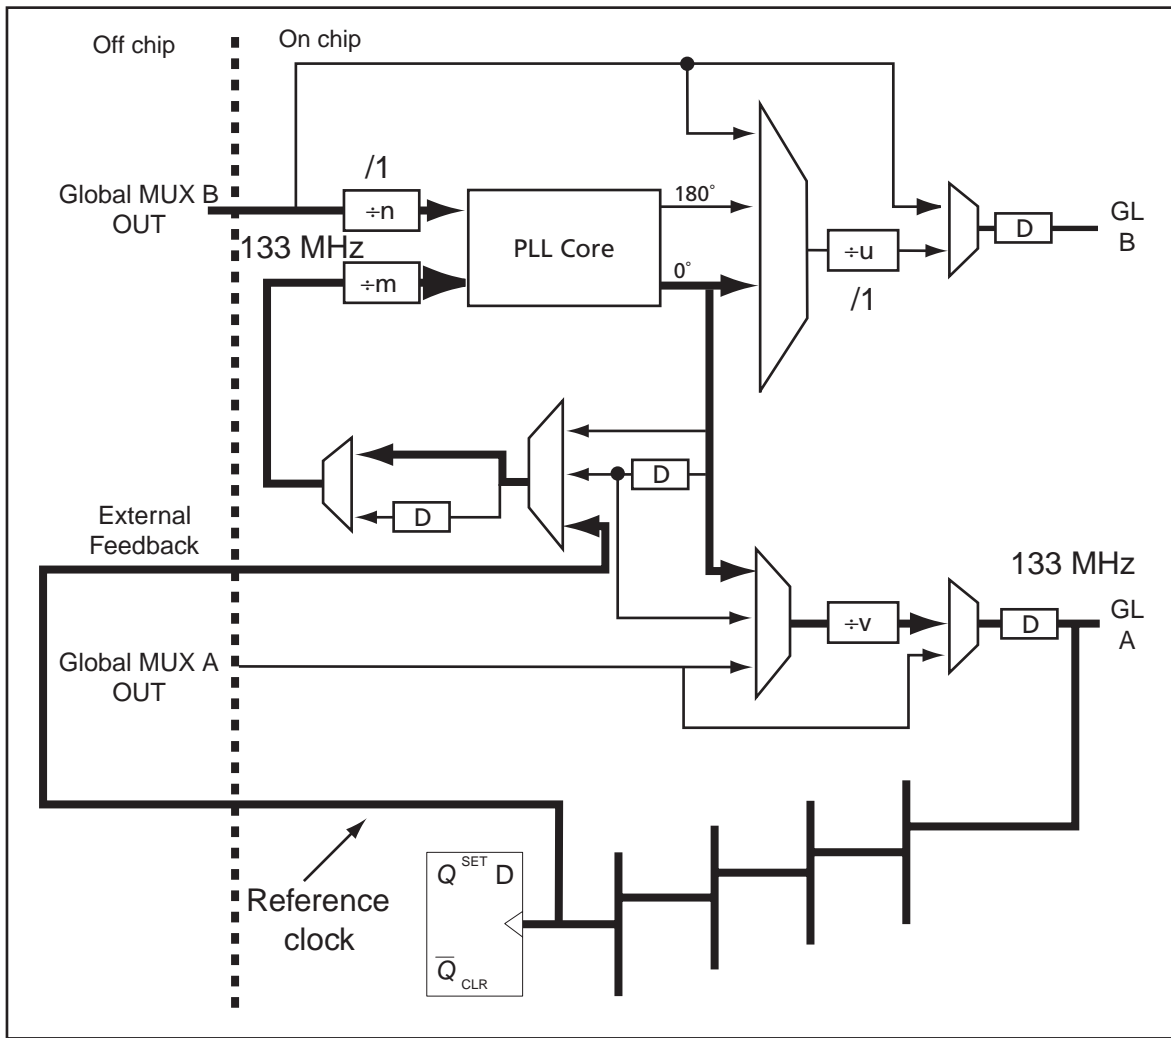 Off chip
On chip
/1
Global MUX B
OUT
÷n
180°
PLL Core
133 MHz
÷m
0°
÷u
/1
D
GL
B
D
D
External
Feedback
133 MHz
÷v
D
GL
A
Global MUX A
OUT
Reference
clock
Q SET D
Q CLR